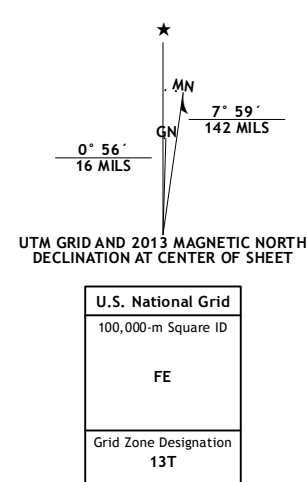 ★
MN
7° 59´
142 MILS
GN
0° 56´
16 MILS
UTM GRID AND 2013 MAGNETIC NORTH
DECLINATION AT CENTER OF SHEET
U.S. National Grid
100,000-m Square ID
FE
Grid Zone Designation
13T